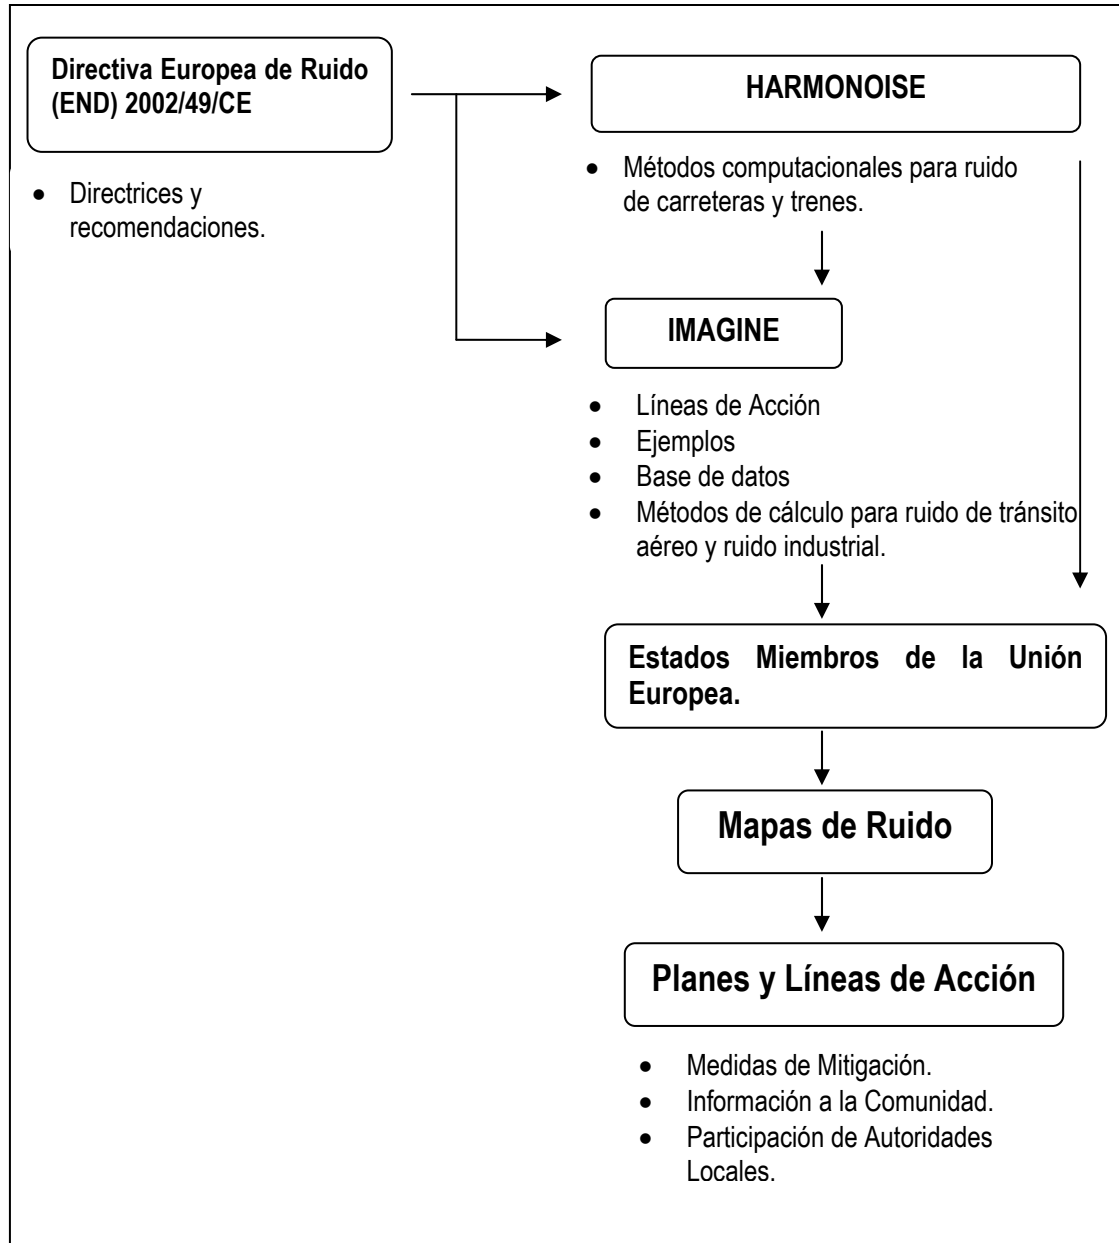 Directiva Europea de Ruido
(END) 2002/49/CE
• Directrices y
recomendaciones.
HARMONOISE
• Métodos computacionales para ruido
de carreteras y trenes.
IMAGINE
• Líneas de Acción
• Ejemplos
• Base de datos
• Métodos de cálculo para ruido de tránsito
aéreo y ruido industrial.
Estados Miembros de la Unión
Europea.
Mapas de Ruido
Planes y Líneas de Acción
• Medidas de Mitigación.
• Información a la Comunidad.
• Participación de Autoridades
Locales.